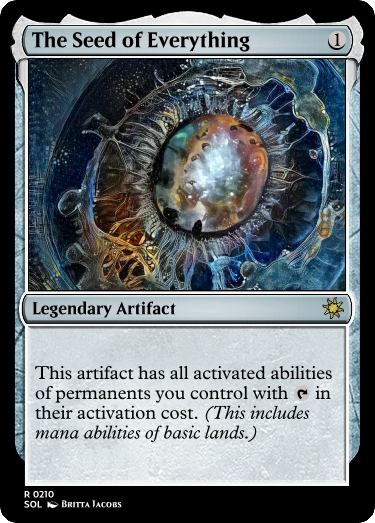 The Seed of Everything 1
Legendary Artifact
This artifact has all activated abilities
of permanents you control with in
their activation cost. (This includes
mana abilities of basic lands.)
R 0210
SOL Britta Jacobs